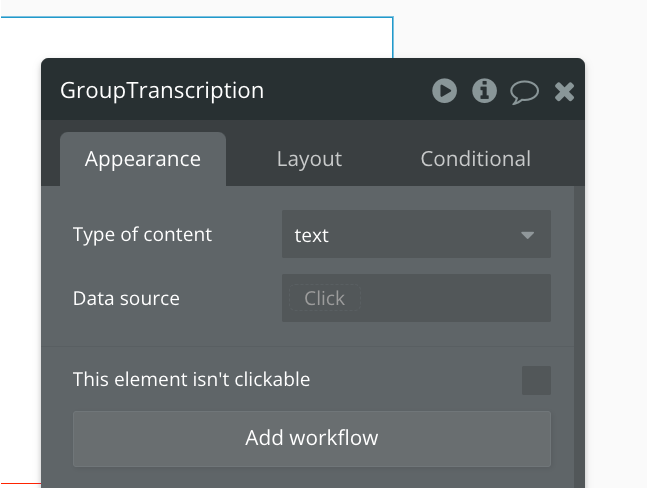 GroupTranscription
Appearance Layout Conditional
Type of content text
Data source Click
This element isn't clickable
Add workflow